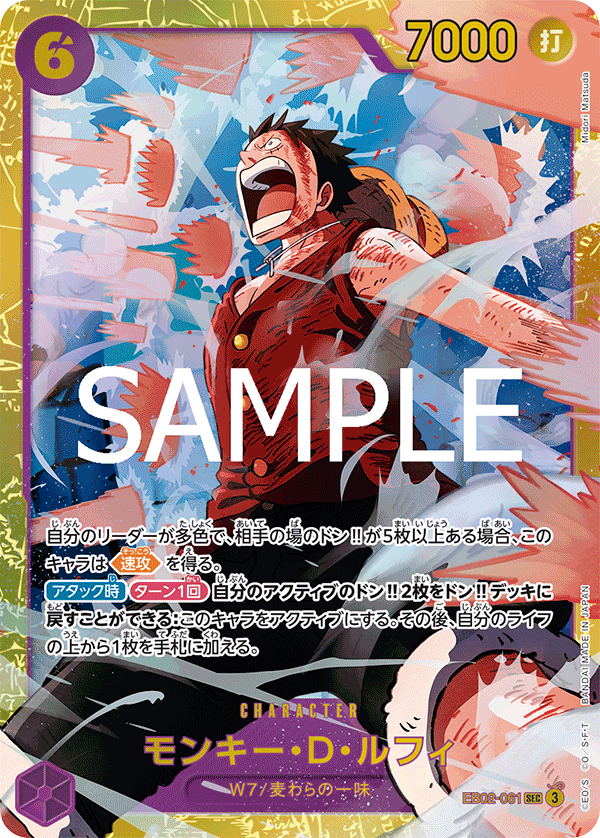 6
7000
打
Midori Matsuda
SAMPLE
自分のリーダーが多色で、相手の場のドン!!が5枚以上ある場合、この
キャラは 速攻 を得る。
アタック時 ターン1回 自分のアクティブのドン!!2枚をドン!!デッキに
戻すことができる:このキャラをアクティブにする。その後、自分のライフ
の上から1枚を手札に加える。
CHARACTER
モンキー・D・ルフィ
W7/麦わらの一味
EB02-061 SEC 3
©E.O/S ©O/S・F・T BANDAI MADE IN JAPAN